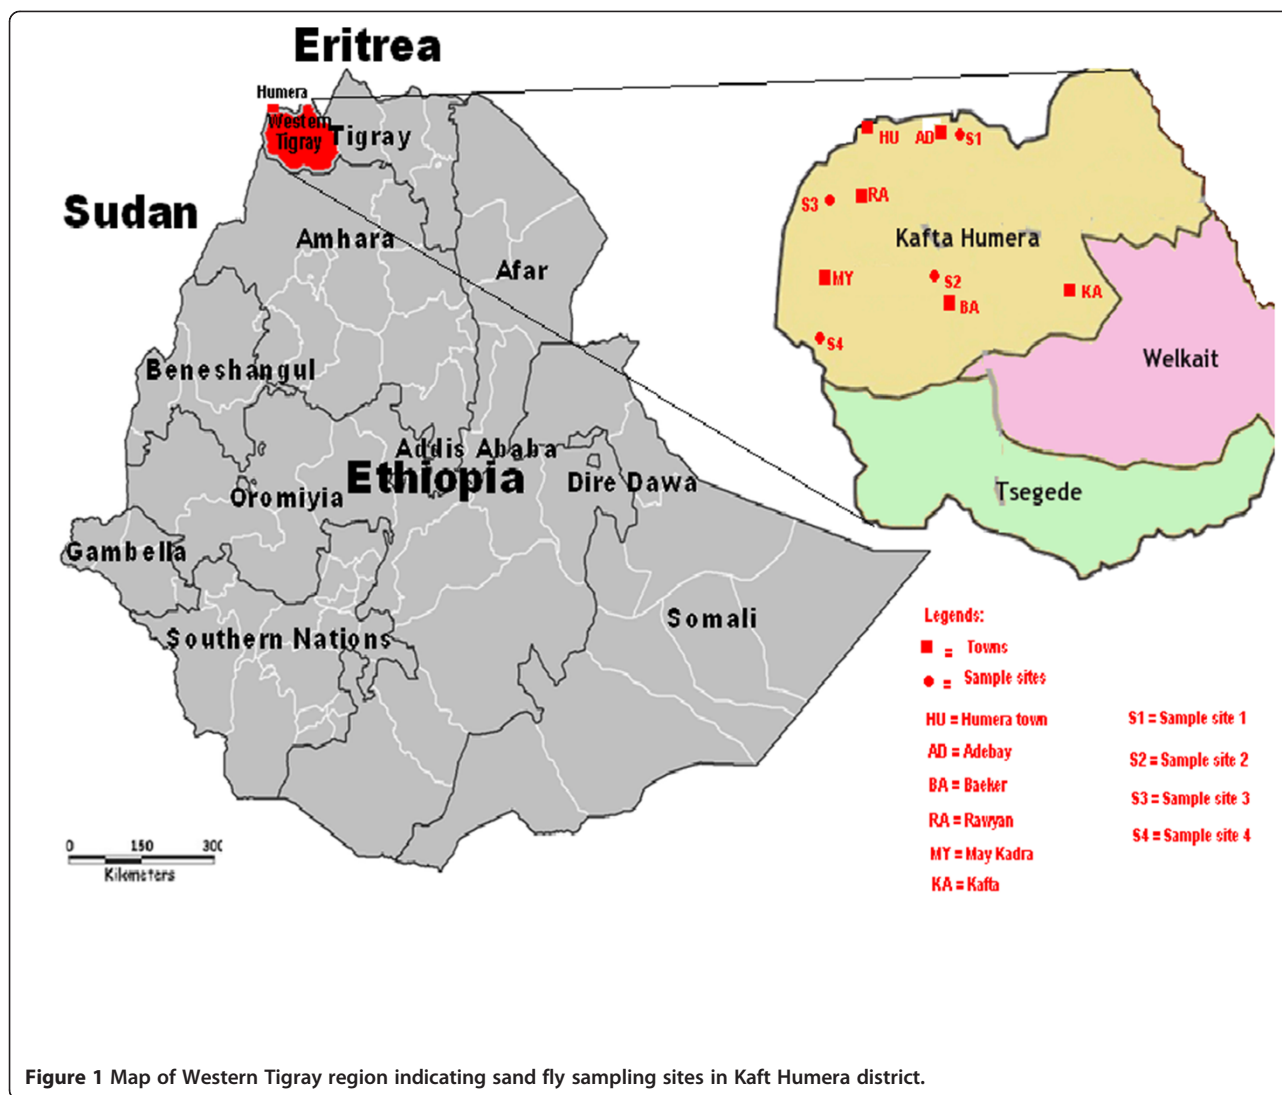 Eritrea
Humera
Western
Tigray
Tigray
Sudan
Amhara
Afar
Beneshangul
Addis Ababa
Ethiopia
Dire Dawa
Oromiyia
Gambella
Southern Nations
Somali
0 150 300
Kilometers
HU
AD
S1
S3
RA
Kafta Humera
MY
S2
BA
KA
S4
Welkait
Tsegede
Legends:
= Towns
= Sample sites
HU = Humera town
AD = Adebay
BA = Baeker
RA = Rawyan
MY = May Kadra
KA = Kafta
S1 = Sample site 1
S2 = Sample site 2
S3 = Sample site 3
S4 = Sample site 4
Figure 1 Map of Western Tigray region indicating sand fly sampling sites in Kaft Humera district.